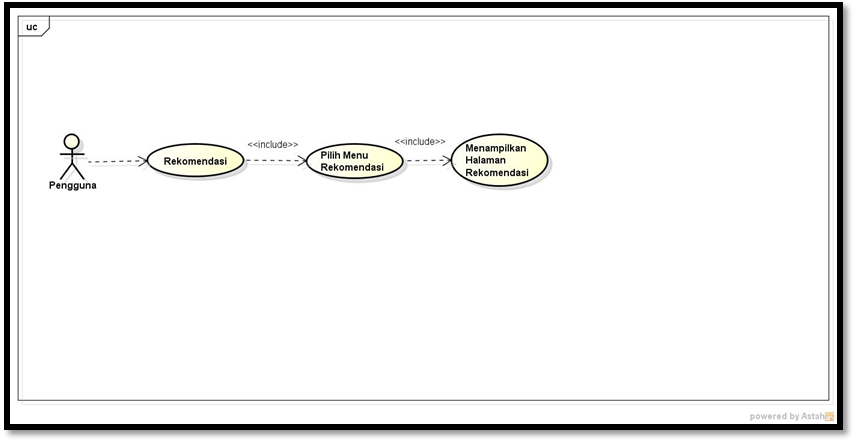 uc
Pengguna
Rekomendasi
<<include>>
Pilih Menu
Rekomendasi
<<include>>
Menampilkan
Halaman
Rekomendasi
powered by Astah